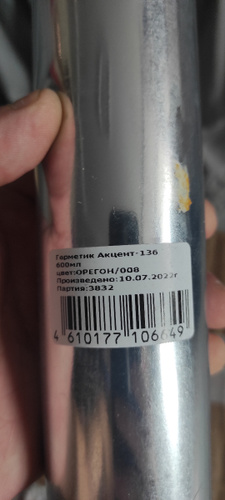 Герметик Акцент-136
600мл
цвет:ОРЕГОН/008
Произведено:10.07.2022г
Партия:3832
4 610177 106649